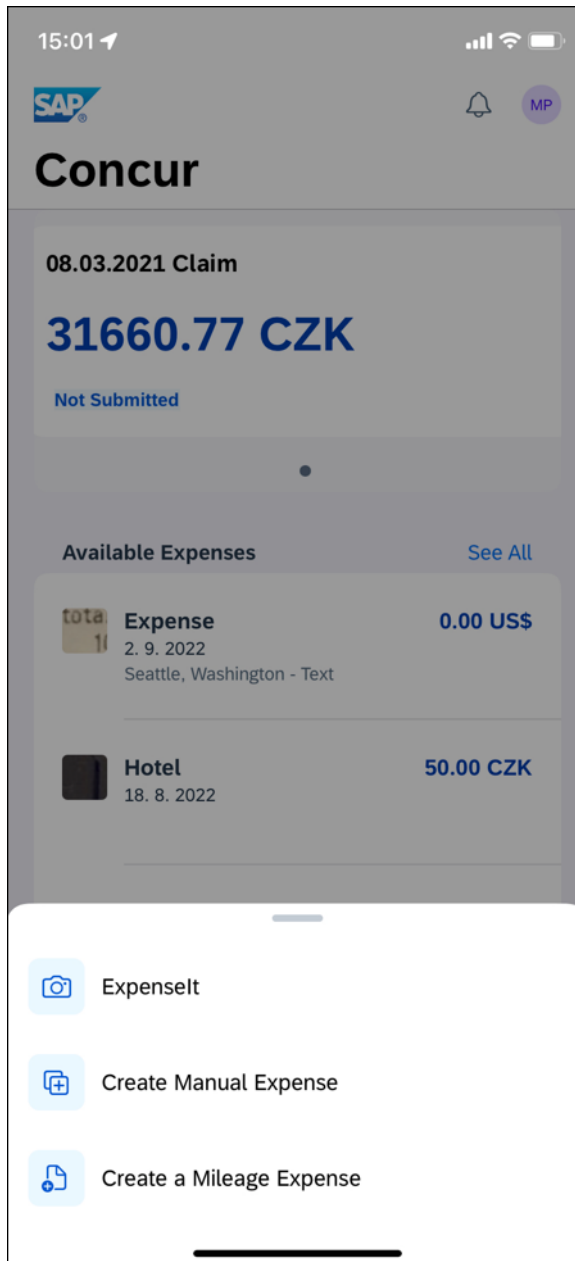 15:01
SAP®
MP
Concur
08.03.2021 Claim
31660.77 CZK
Not Submitted
Available Expenses See All
tota
Expense 0.00 US$
2. 9. 2022
Seattle, Washington - Text
Hotel 50.00 CZK
18. 8. 2022
ExpenseIt
Create Manual Expense
Create a Mileage Expense